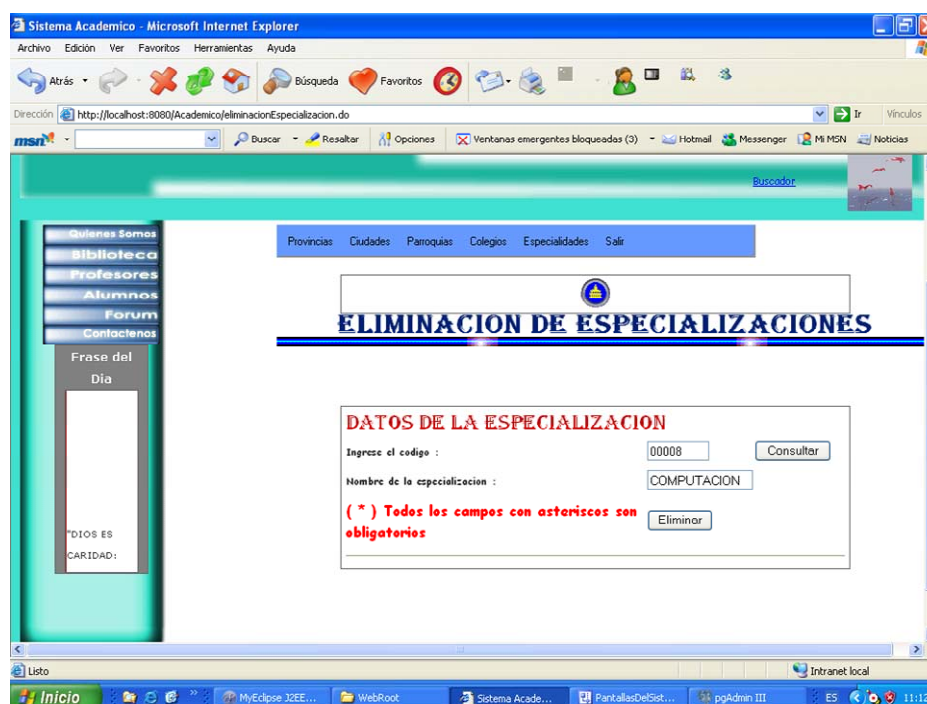 Sistema Academico - Microsoft Internet Explorer
Archivo Edición Ver Favoritos Herramientas Ayuda
Atrás Búsqueda Favoritos
Dirección http://localhost:8080/Academico/eliminacionEspecializacion.do Ir Vínculos
msn Buscar Resaltar Opciones Ventanas emergentes bloqueadas (3) Hotmail Messenger Mi MSN Noticias
Buscador
Quienes Somos
Biblioteca
Profesores
Alumnos
Forum
Contactenos
Frase del
Dia
"DIOS ES
CARIDAD:
Provincias Ciudades Parroquias Colegios Especialidades Salir
ELIMINACION DE ESPECIALIZACIONES
DATOS DE LA ESPECIALIZACION
Ingrese el codigo : 00008 Consultar
Nombre de la especializacion : COMPUTACION
( * ) Todos los campos con asteriscos son
obligatorios
Eliminar
Listo Intranet local
Inicio MyEclipse J2EE... WebRoot Sistema Acade... PantallasDelSist... pgAdmin III ES